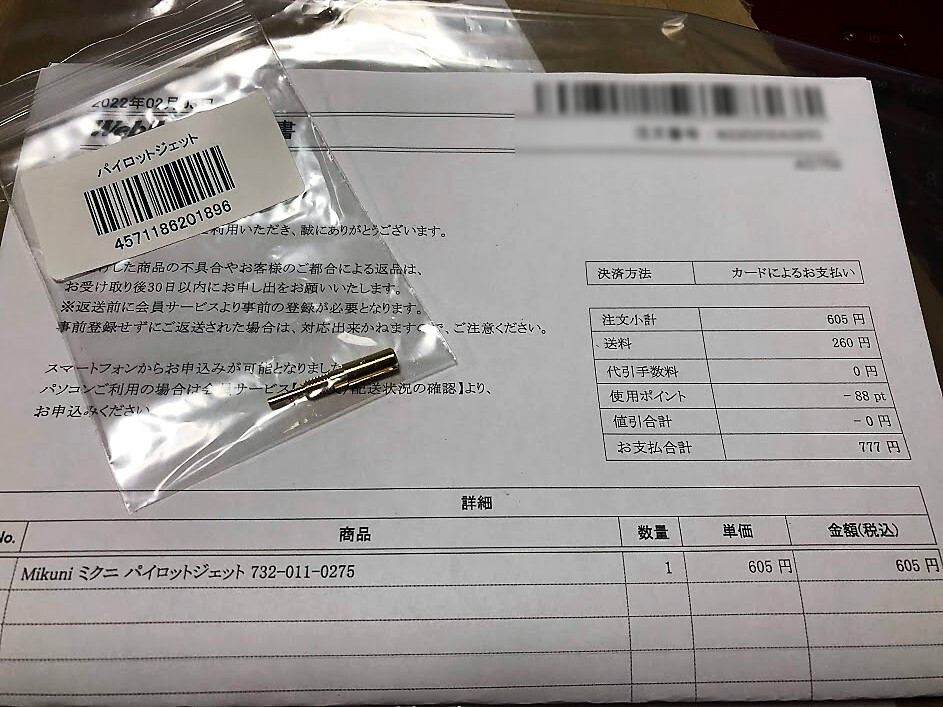 2022年02月
書
パイロットジェット
4571186201896
利用いただき、誠にありがとうございます。
けした商品の不具合やお客様のご都合による返品は、
お受け取り後30日以内にお申し出をお願いいたします。
※返送前に会員サービスより事前の登録が必要となります。
事前登録せずにご返送された場合は、対応出来かねますので、ご注意ください。
スマートフォンからお申込みが可能となりました
パソコンご利用の場合は会員サービス【 /配送状況の確認】より、
お申込みください。
注文番号
決済方法 カードによるお支払い
注文小計 605 円
送料 260 円
代引手数料 0 円
使用ポイント -88 pt
値引合計 -0 円
お支払合計 777 円
詳細
No. 商品 数量 単価 金額(税込)
Mikuni ミクニ パイロットジェット 732-011-0275 1 605 円 605 円